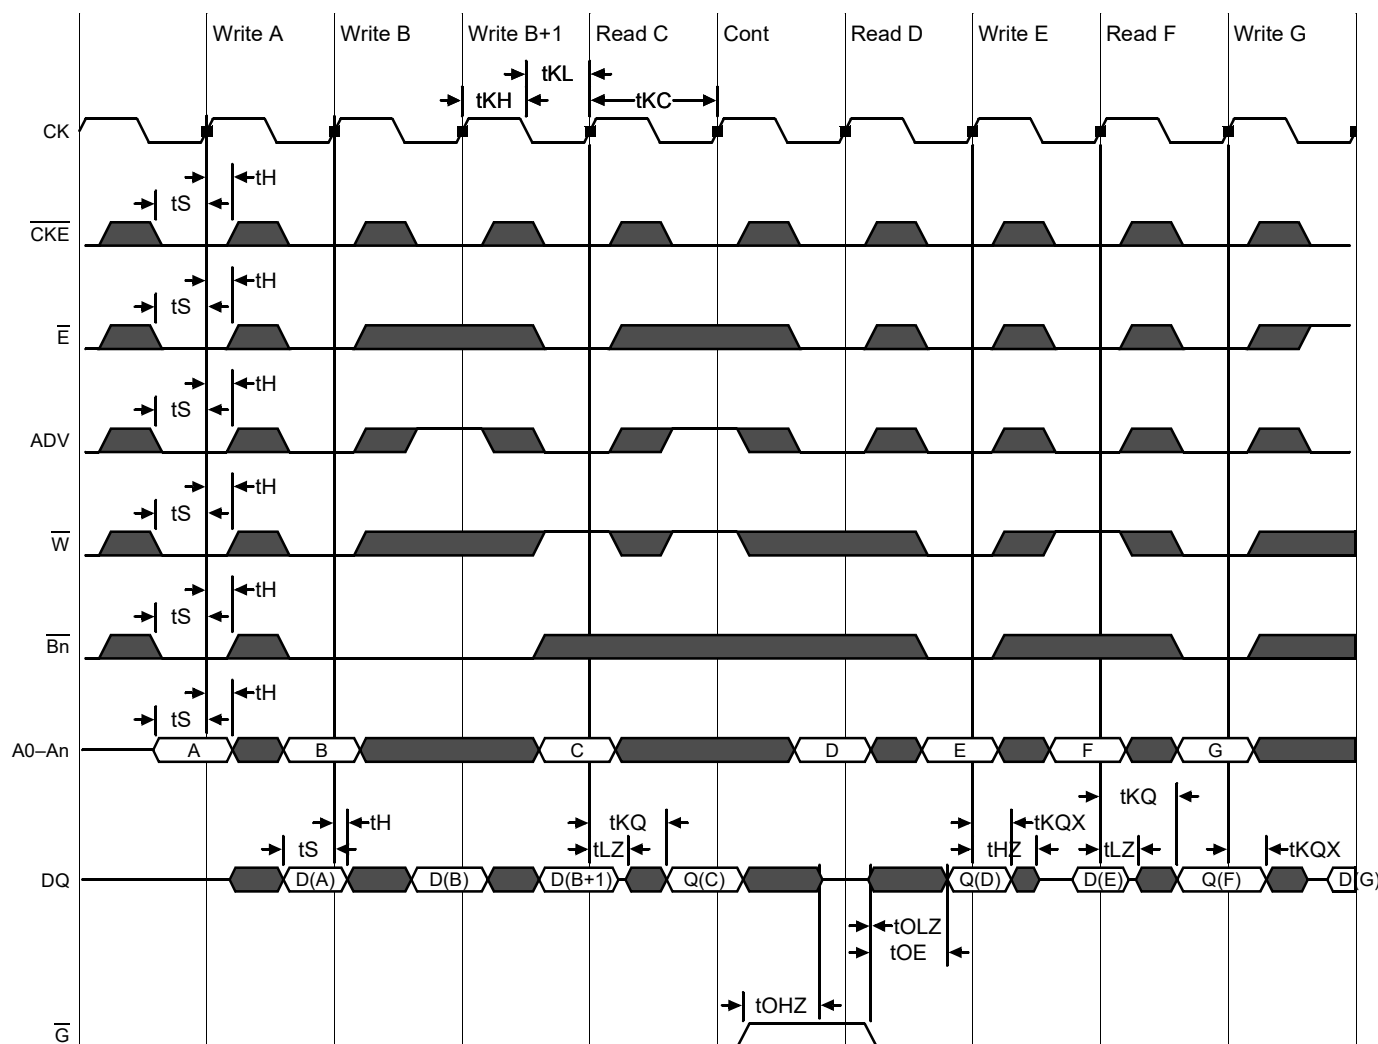 Write A Write B Write B+1 Read C Cont Read D Write E Read F Write G
tKL
tKH tKC
CK
tH
tS
CKE
tH
tS
E
tH
tS
ADV
tH
tS
W
tH
tS
Bn
tH
tS
A0–An A B C D E F G
tKQ
tH tKQ tKQX
tS tLZ tHZ tLZ tKQX
DQ D(A) D(B) D(B+1) Q(C) Q(D) D(E) Q(F) D(G)
tOLZ
tOE
tOHZ
G